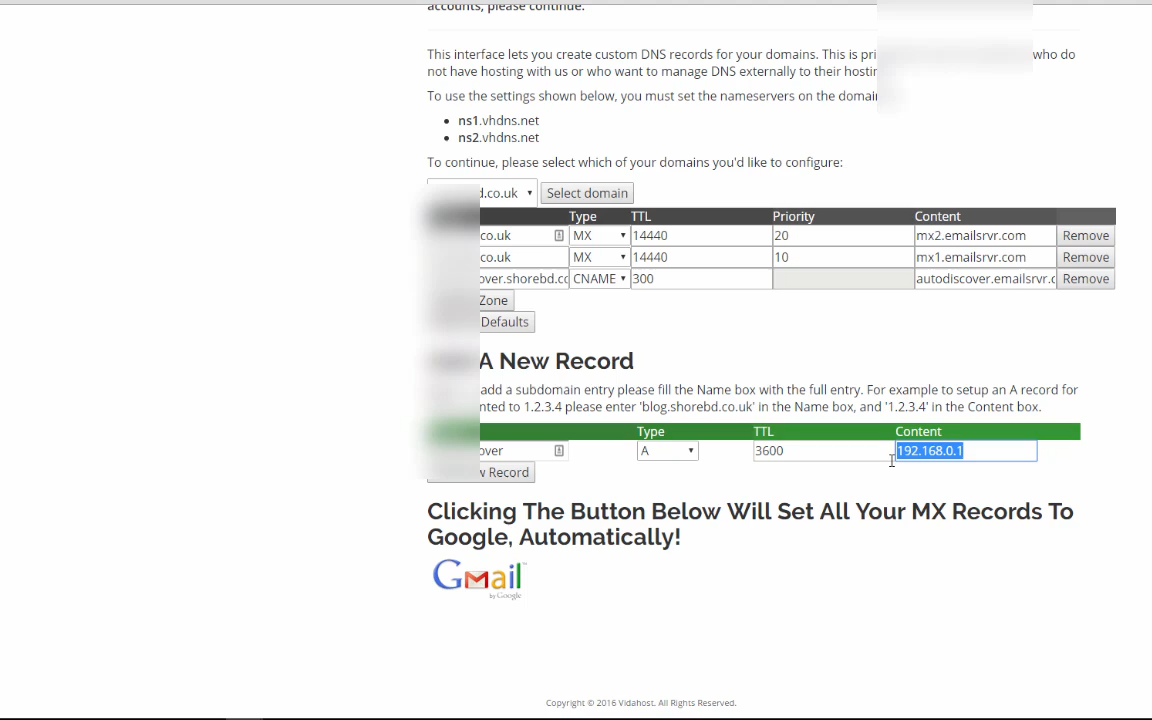 accounts, please continue.
This interface lets you create custom DNS records for your domains. This is who do
not have hosting with us or who want to manage DNS externally to their
To use the settings shown below, you must set the nameservers on the
ns1.vhdns.net
ns2.vhdns.net
To continue, please select which of your domains you'd like to configure:
d.co.uk Select domain
Type TTL Priority Content
co.uk MX 14440 20 mx2.emailsrvr.com Remove
co.uk MX 14440 10 mx1.emailsrvr.com Remove
over.shorebd.co CNAME 300 autodiscover.emailsrvr.c Remove
Zone
Defaults
A New Record
add a subdomain entry please fill the Name box with the full entry. For example to setup an A record for
nted to 1.2.3.4 please enter 'blog.shorebd.co.uk' in the Name box, and '1.2.3.4' in the Content box.
Type TTL Content
over A 3600 192.168.0.1
Record
Clicking The Button Below Will Set All Your MX Records To
Google, Automatically!
Gmail
by Google
Copyright © 2016 Vidahost. All Rights Reserved.